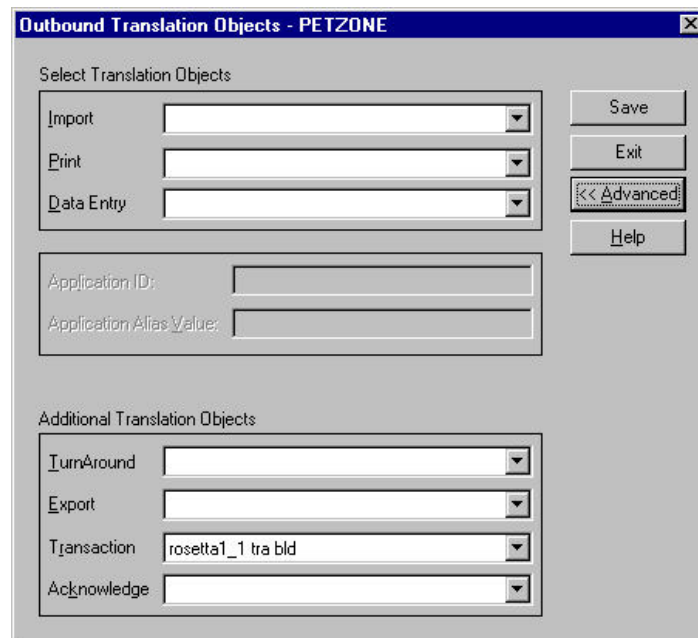 Outbound Translation Objects - PETZONE
Select Translation Objects
Import
Print
Data Entry
Save
Exit
<< Advanced
Help
Application ID:
Application Alias Value:
Additional Translation Objects
TurnAround
Export
Transaction rosetta1_1 tra bld
Acknowledge